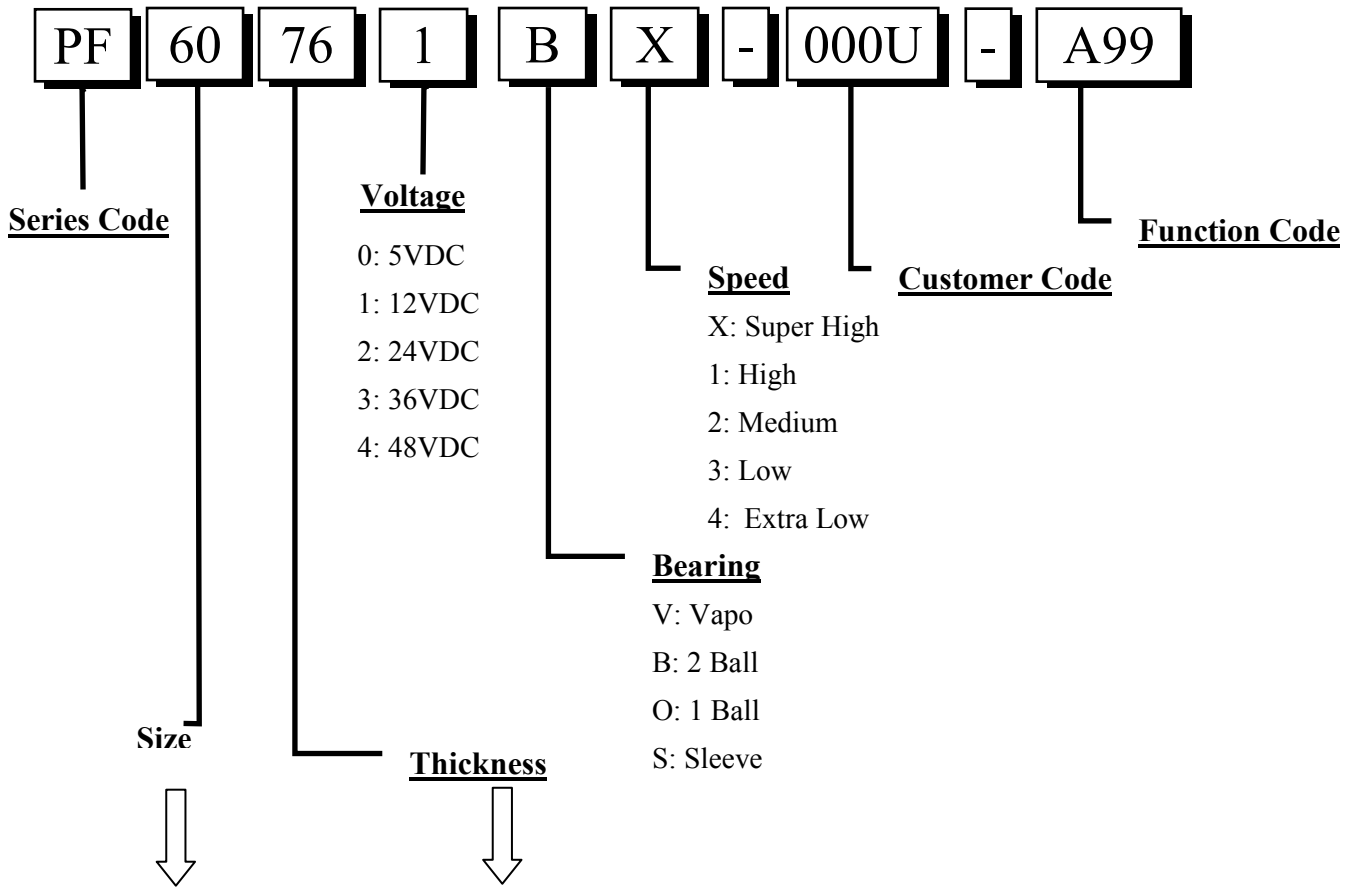 PF 60 76 1 B X - 000U - A99
Series Code
Voltage
0: 5VDC
1: 12VDC
2: 24VDC
3: 36VDC
4: 48VDC
Function Code
Customer Code
Speed
X: Super High
1: High
2: Medium
3: Low
4: Extra Low
Bearing
V: Vapo
B: 2 Ball
O: 1 Ball
S: Sleeve
Size
Thickness